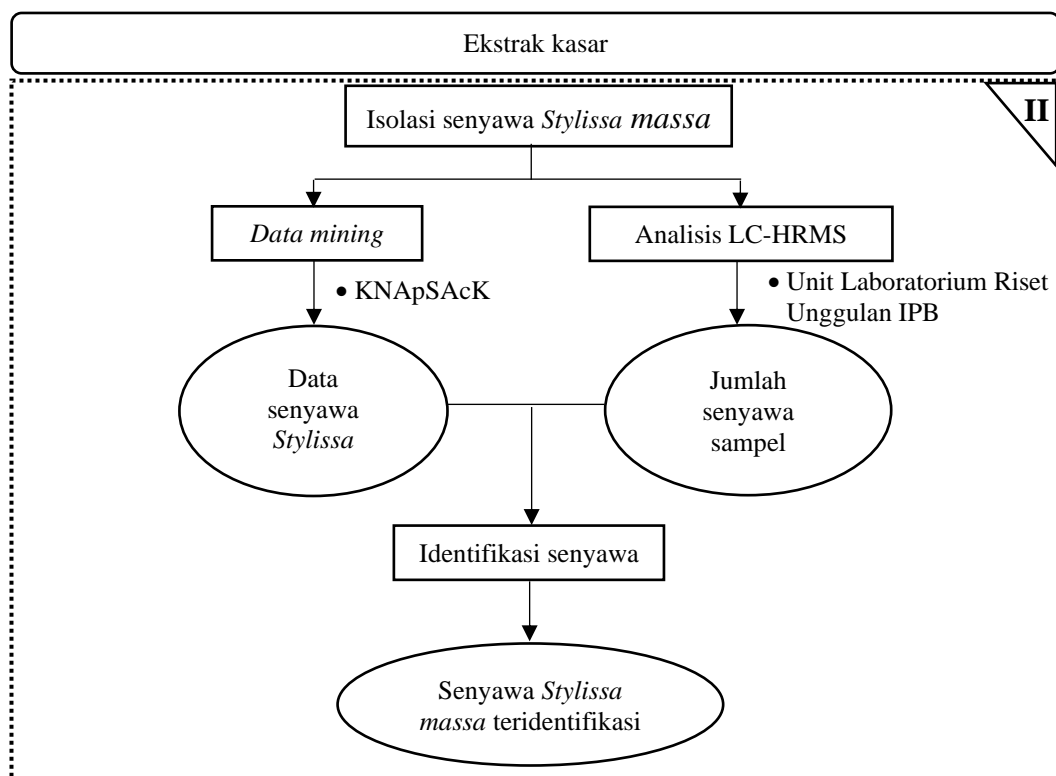 Ekstrak kasar
II
Isolasi senyawa Stylissa massa
Data mining
Analisis LC-HRMS
• KNApSAcK
• Unit Laboratorium Riset
Unggulan IPB
Data
senyawa
Stylissa
Jumlah
senyawa
sampel
Identifikasi senyawa
Senyawa Stylissa
massa teridentifikasi